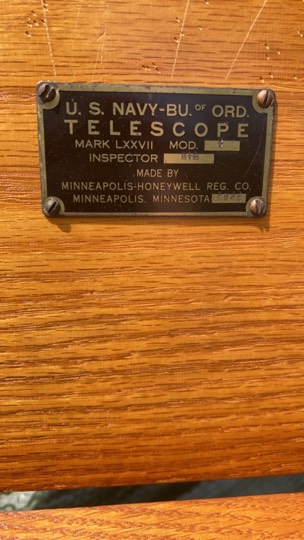 U. S. NAVY-BU. OF ORD.
TELESCOPE
MARK LXXVII MOD.
INSPECTOR
MADE BY
MINNEAPOLIS-HONEYWELL REG. CO.
MINNEAPOLIS, MINNESOTA